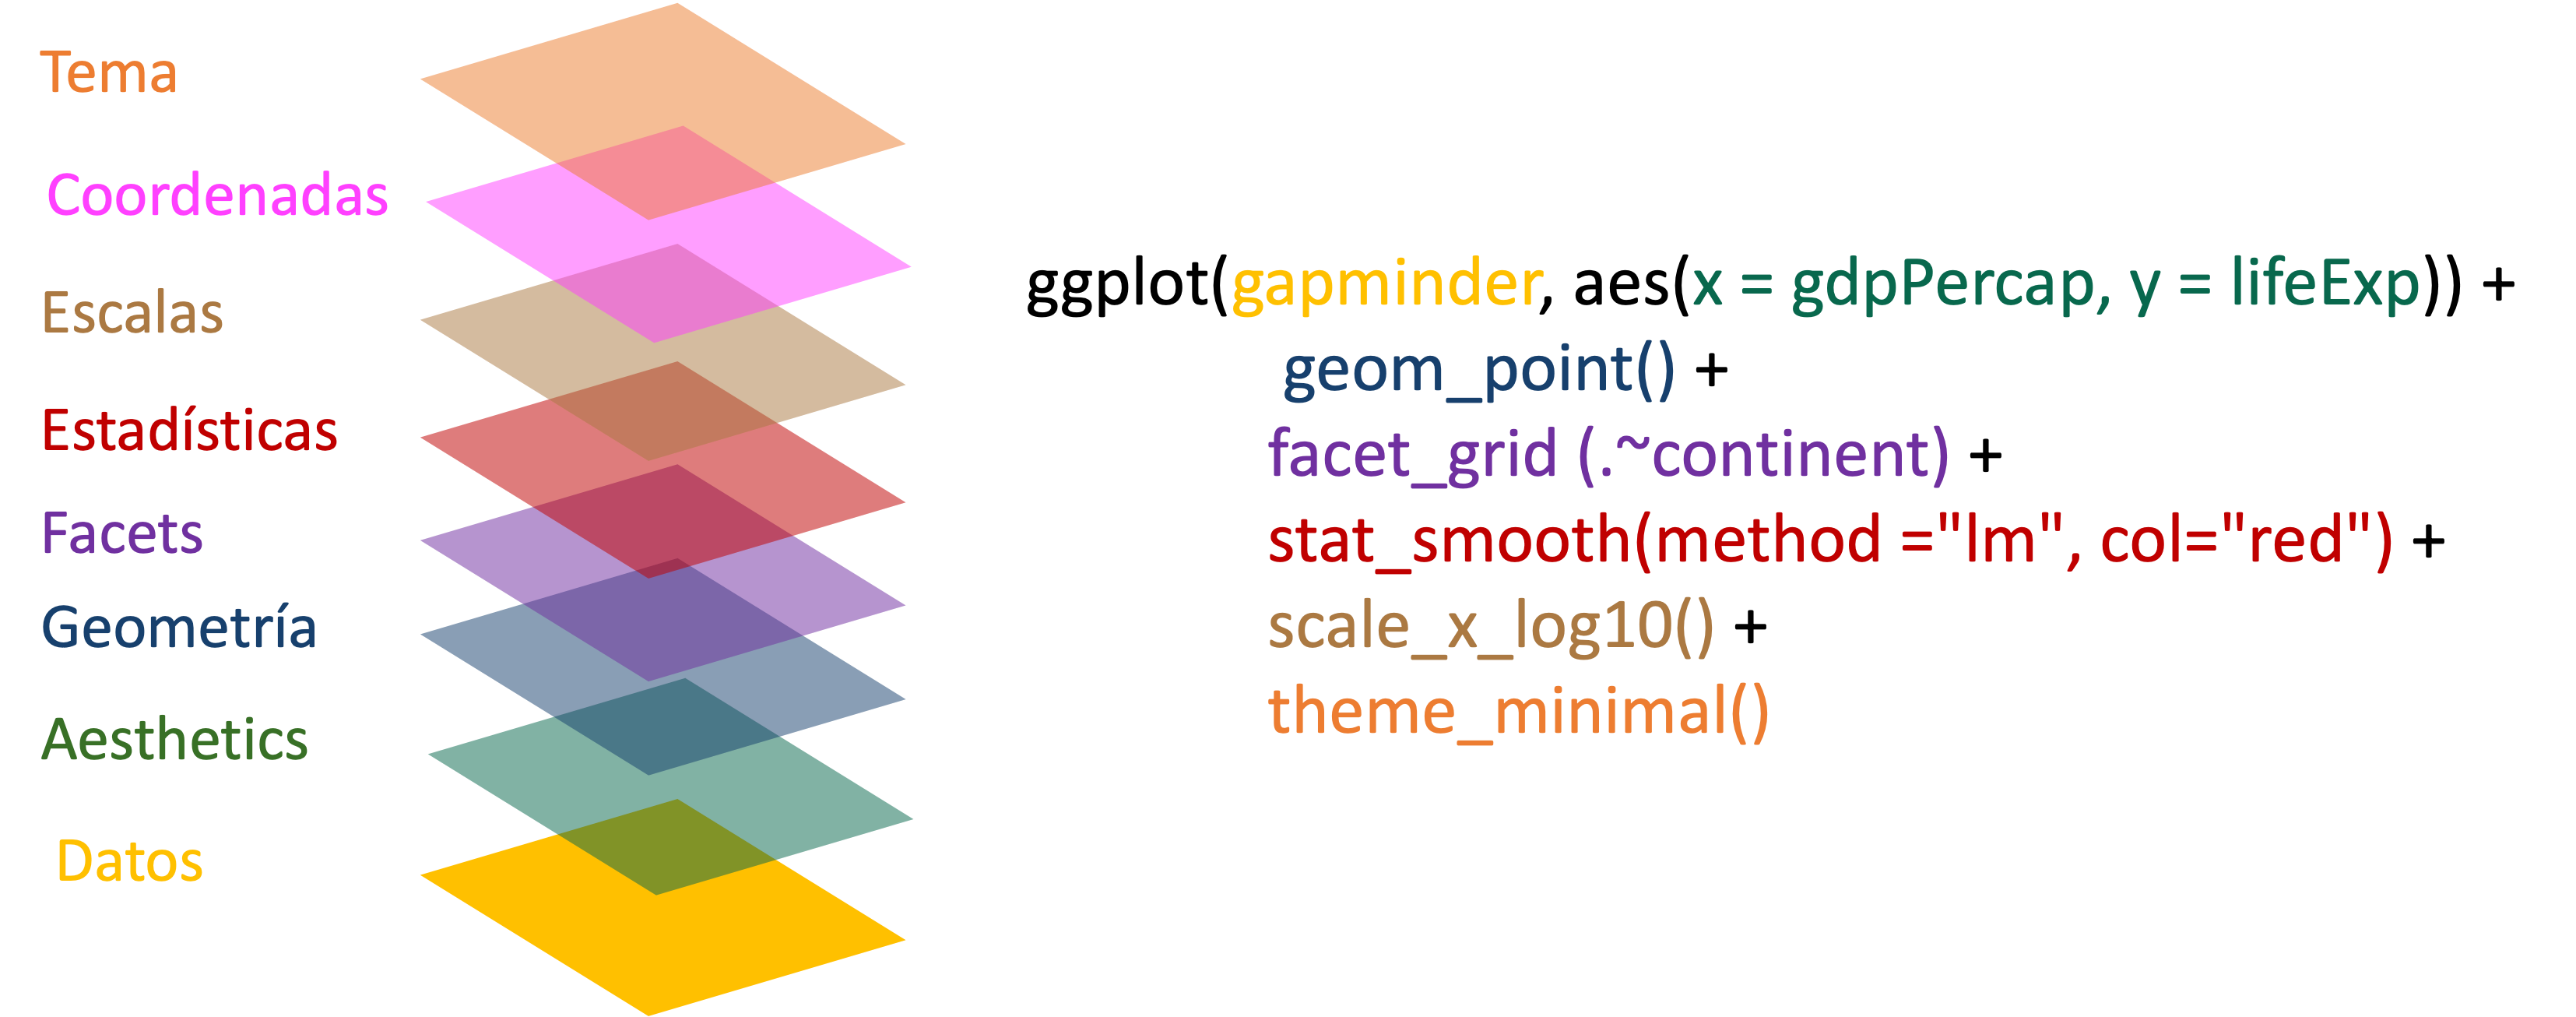 Tema
Coordenadas
Escalas
Estadísticas
Facets
Geometría
Aesthetics
Datos
ggplot(gapminder, aes(x = gdpPercap, y = lifeExp)) +
geom_point() +
facet_grid (.~continent) +
stat_smooth(method ="lm", col="red") +
scale_x_log10() +
theme_minimal()